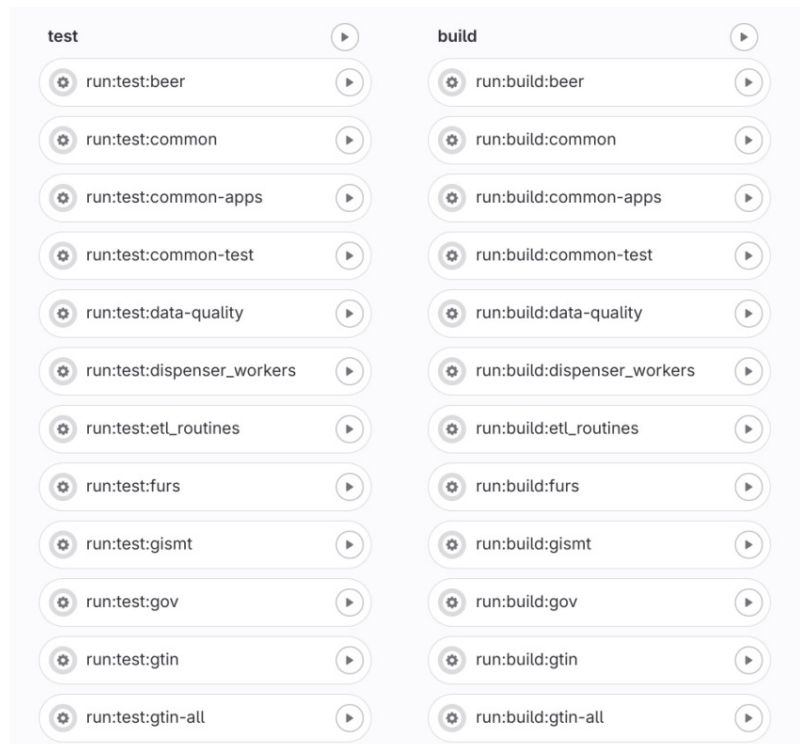 test
run:test:beer
run:test:common
run:test:common-apps
run:test:common-test
run:test:data-quality
run:test:dispenser_workers
run:test:etl_routines
run:test:furs
run:test:gismt
run:test:gov
run:test:gtin
run:test:gtin-all
build
run:build:beer
run:build:common
run:build:common-apps
run:build:common-test
run:build:data-quality
run:build:dispenser_workers
run:build:etl_routines
run:build:furs
run:build:gismt
run:build:gov
run:build:gtin
run:build:gtin-all